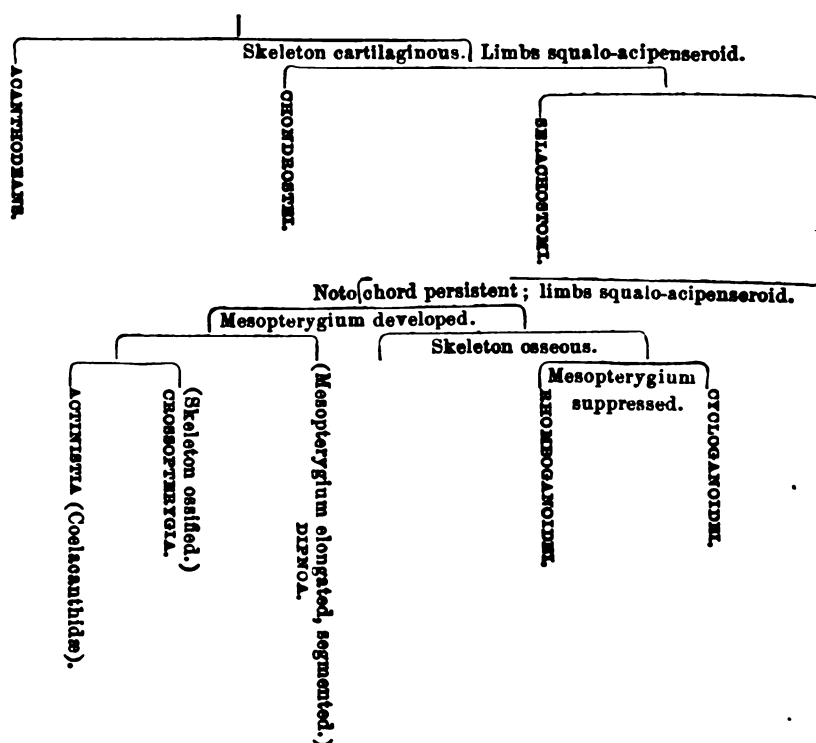 Skeleton cartilaginous. Limbs squalo-acipenseroid.
ACANTHODEANS.
CHONDROSTEI.
SELACHOSTOMI.
Notochord persistent; limbs squalo-acipenseroid.
Mesopterygium developed.
Skeleton osseous.
Mesopterygium
suppressed.
ACTINISTIA (Coelacanthidæ).
(Skeleton ossified.)
CROSSOPTERYGIA.
(Mesopterygium elongated, segmented.)
DIPNOA.
RHOMBOGANOIDEI.
CYCLOGANOIDEI.